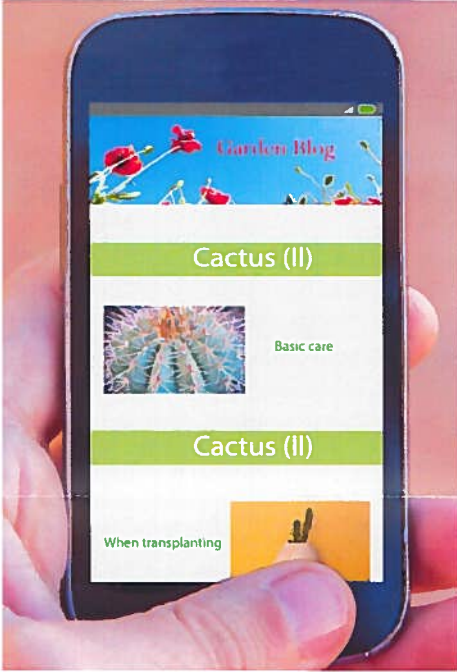 Garden Blog
Cactus (II)
Basic care
Cactus (II)
When transplanting